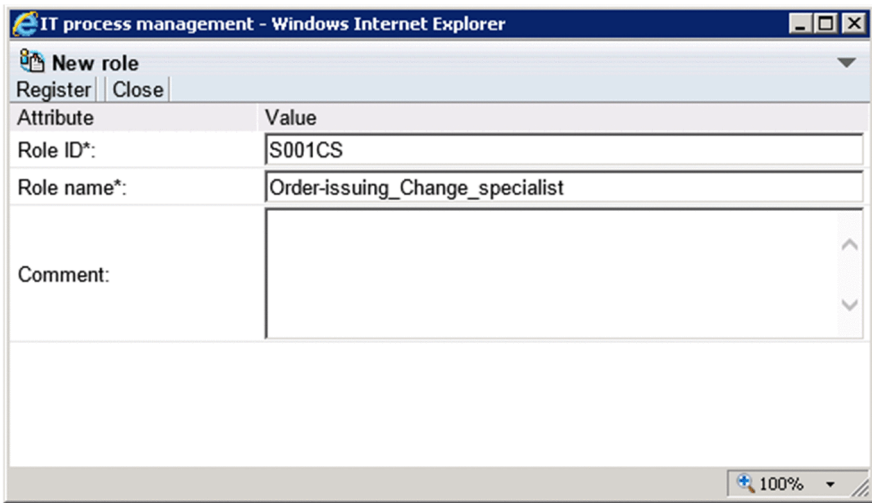 IT process management - Windows Internet Explorer
New role
Register Close
Attribute Value
Role ID*: S001CS
Role name*: Order-issuing_Change_specialist
Comment:
100%